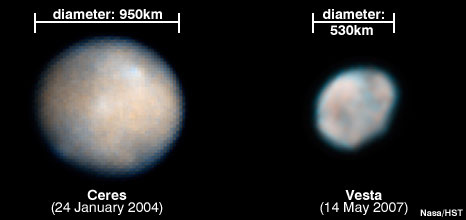 diameter: 950km
diameter:
530km
Ceres
(24 January 2004)
Vesta
(14 May 2007)
Nasa/HST